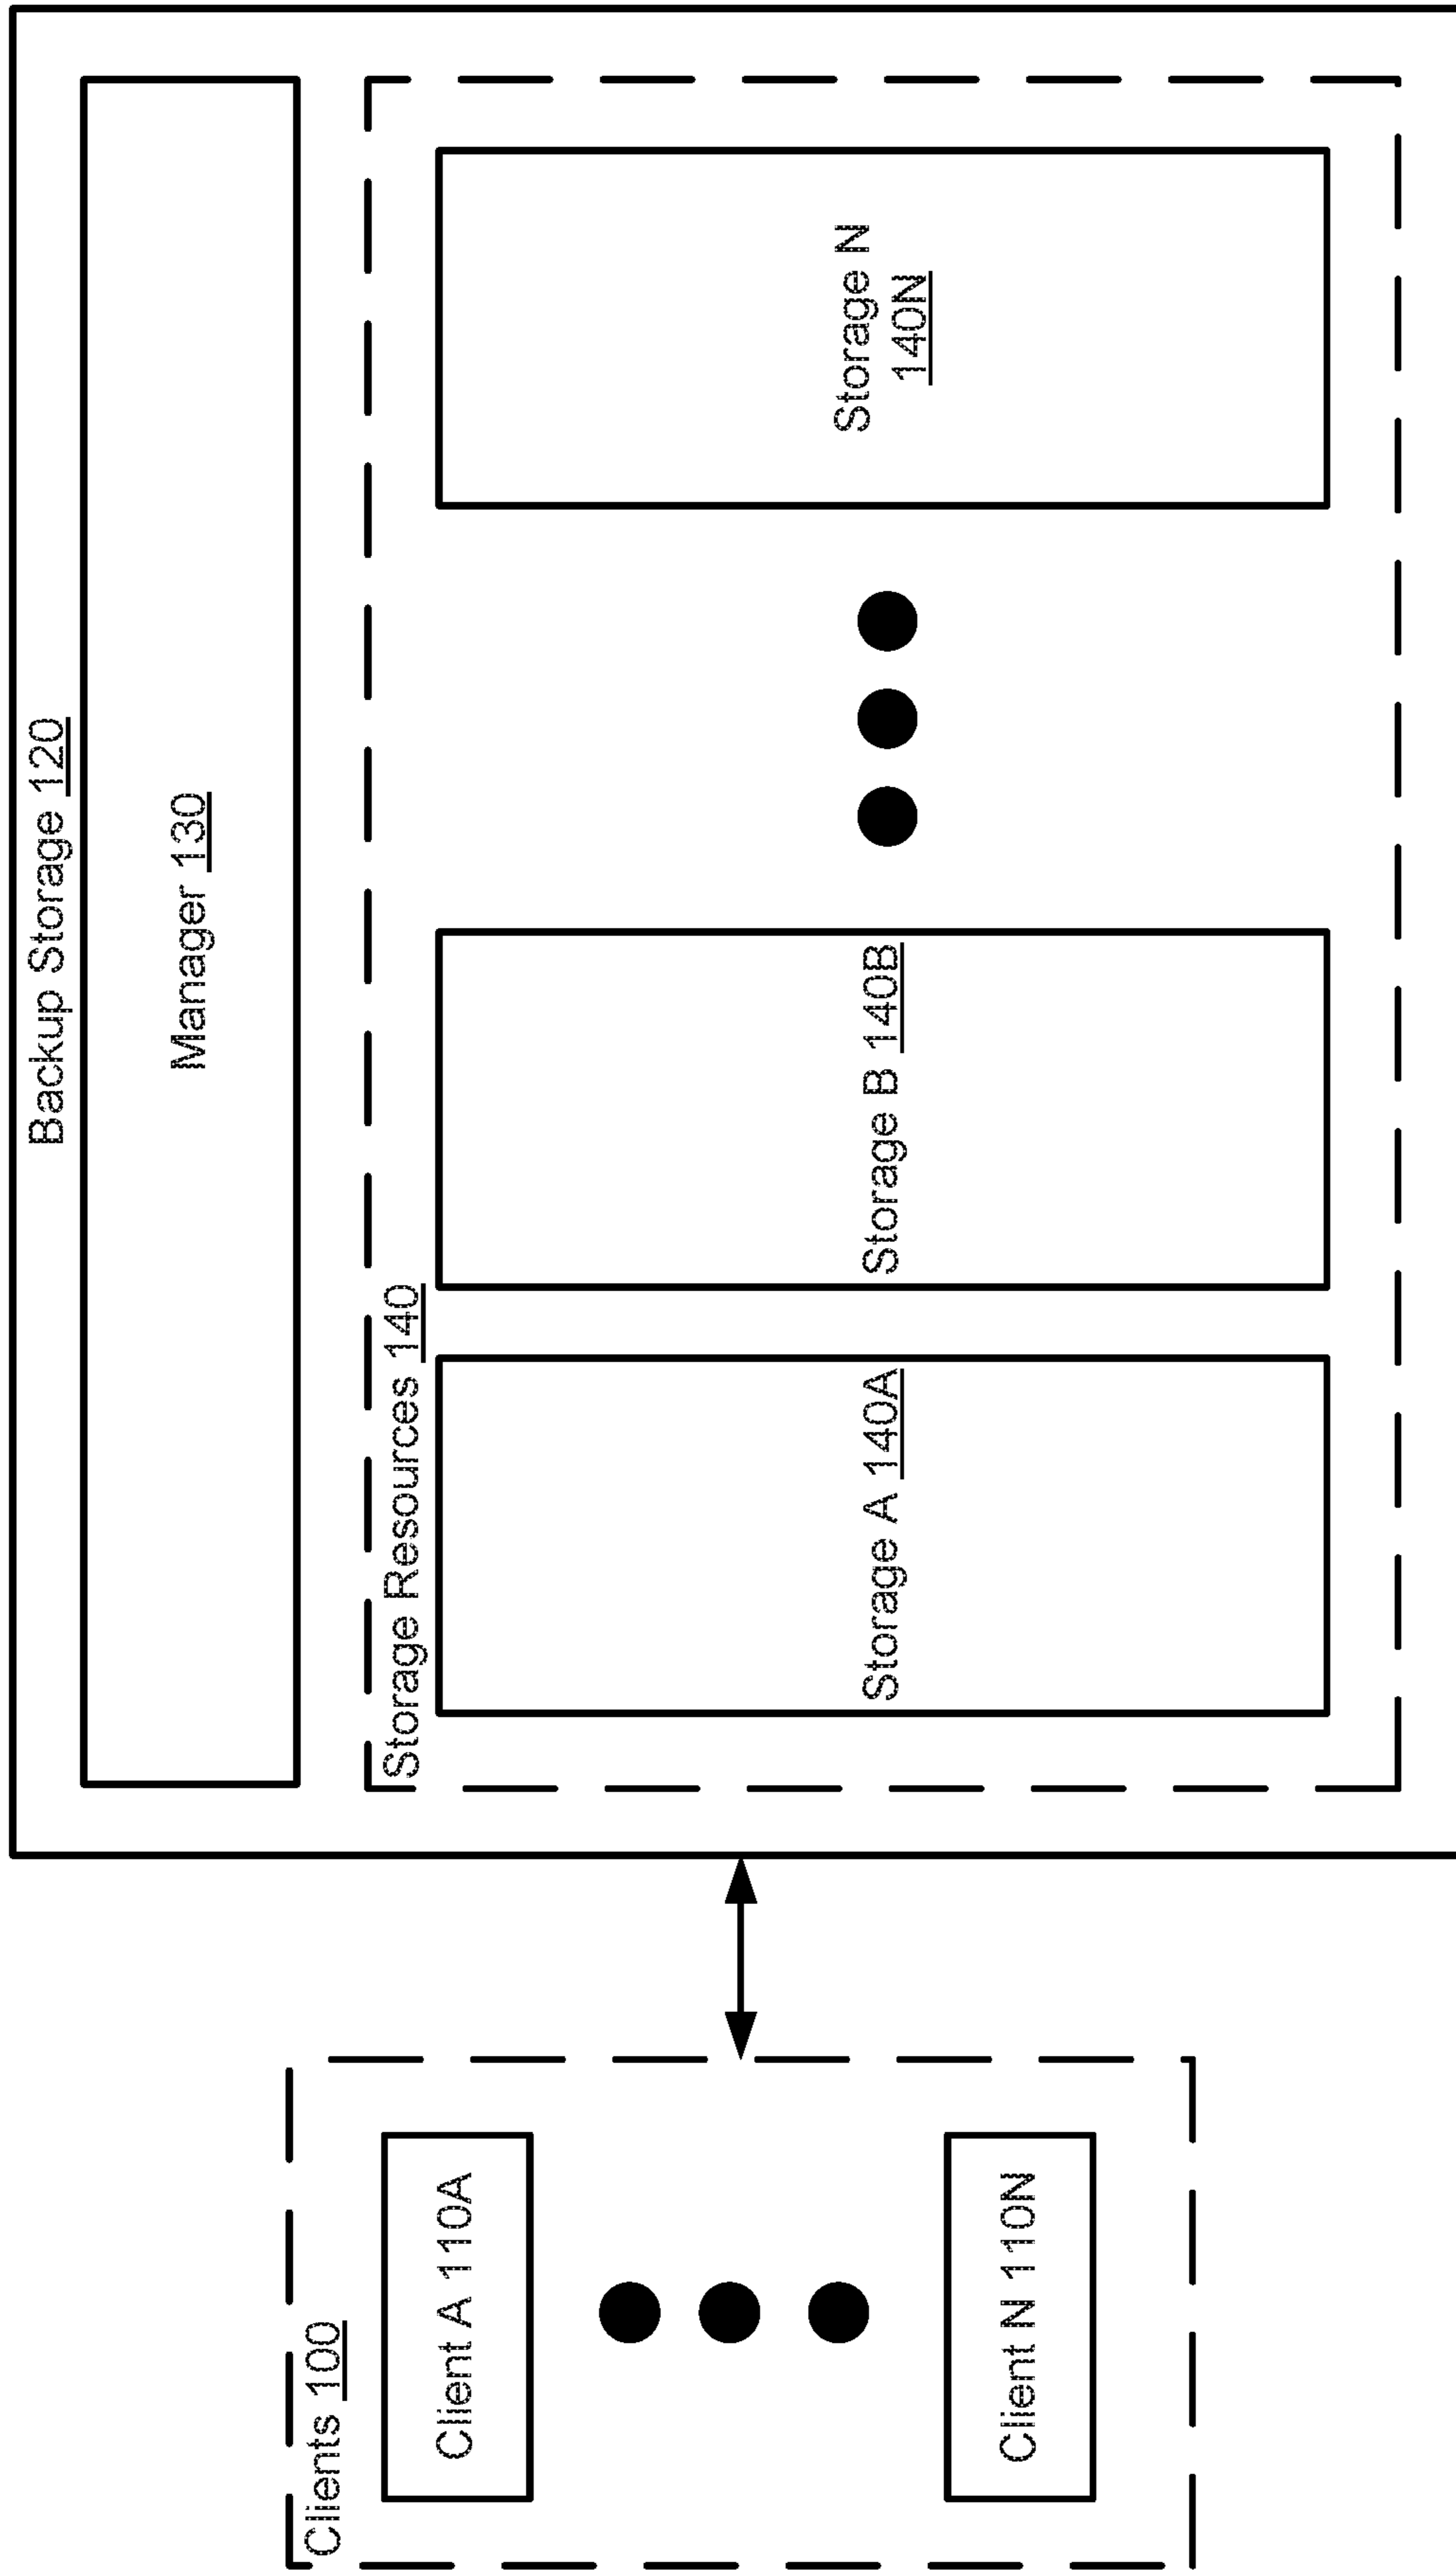 Backup Storage 120
Manager 130
Clients 100
Client A 110A
Client N 110N
Storage Resources 140
Storage A 140A
Storage B 140B
Storage N
140N